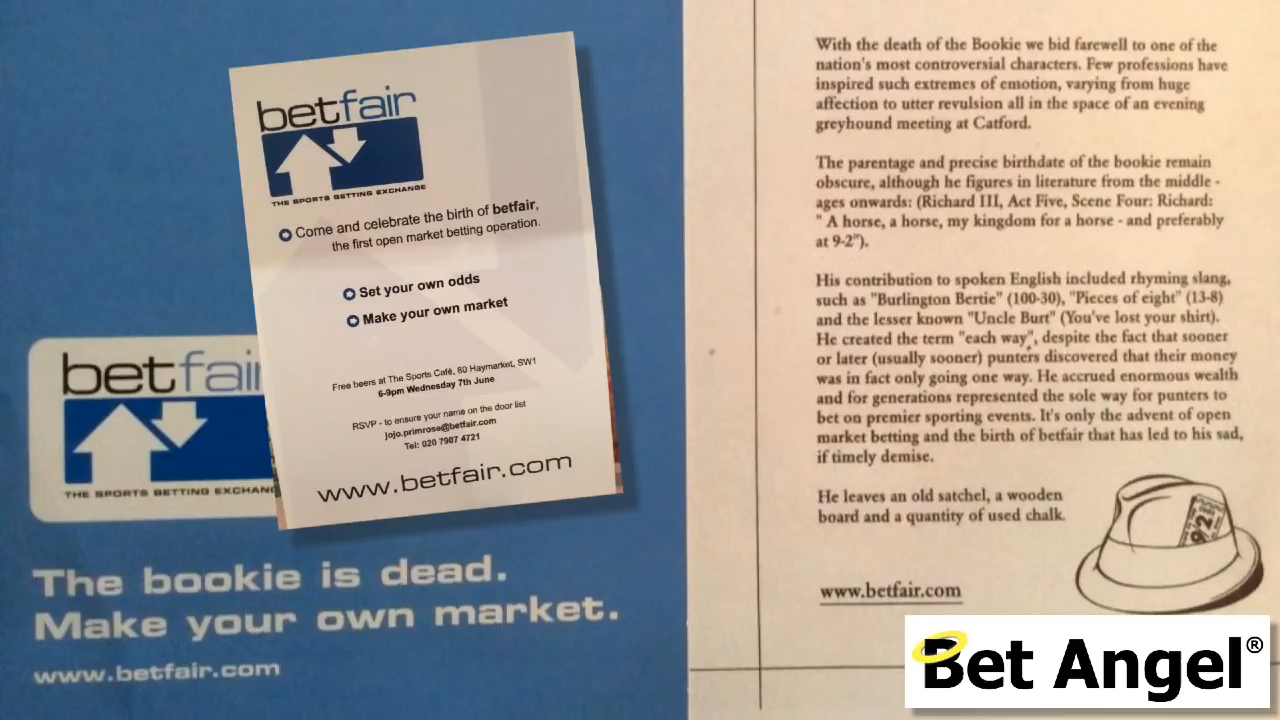 betfair
THE SPORTS BETTING EXCHANGE
Come and celebrate the birth of betfair,
the first open market betting operation.
Set your own odds
Make your own market
Free beers at The Sports Café, 80 Haymarket, SW1
6-9pm Wednesday 7th June
RSVP - to ensure your name on the door list
jojo.primrose@betfair.com
Tel: 020 7907 4721
www.betfair.com
betfair
THE SPORTS BETTING EXCHANG
The bookie is dead.
Make your own market.
www.betfair.com
With the death of the Bookie we bid farewell to one of the
nation's most controversial characters. Few professions have
inspired such extremes of emotion, varying from huge
affection to utter revulsion all in the space of an evening
greyhound meeting at Catford.
The parentage and precise birthdate of the bookie remain
obscure, although he figures in literature from the middle -
ages onwards: (Richard III, Act Five, Scene Four: Richard:
" A horse, a horse, my kingdom for a horse - and preferably
at 9-2").
His contribution to spoken English included rhyming slang,
such as "Burlington Bertie" (100-30), "Pieces of eight" (13-8)
and the lesser known "Uncle Burt" (You've lost your shirt).
He created the term "each way", despite the fact that sooner
or later (usually sooner) punters discovered that their money
was in fact only going one way. He accrued enormous wealth
and for generations represented the sole way for punters to
bet on premier sporting events. It's only the advent of open
market betting and the birth of betfair that has led to his sad,
if timely demise.
He leaves an old satchel, a wooden
board and a quantity of used chalk.
9/2
www.betfair.com
Bet Angel®